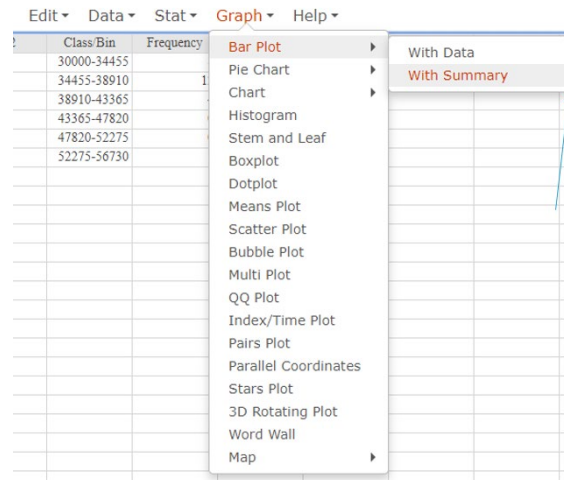 Edit Data Stat Graph Help
Class/Bin Frequency
30000-34455
34455-38910
38910-43365
43365-47820
47820-52275
52275-56730
Bar Plot
Pie Chart
Chart
Histogram
Stem and Leaf
Boxplot
Dotplot
Means Plot
Scatter Plot
Bubble Plot
Multi Plot
QQ Plot
Index/Time Plot
Pairs Plot
Parallel Coordinates
Stars Plot
3D Rotating Plot
Word Wall
Map
With Data
With Summary